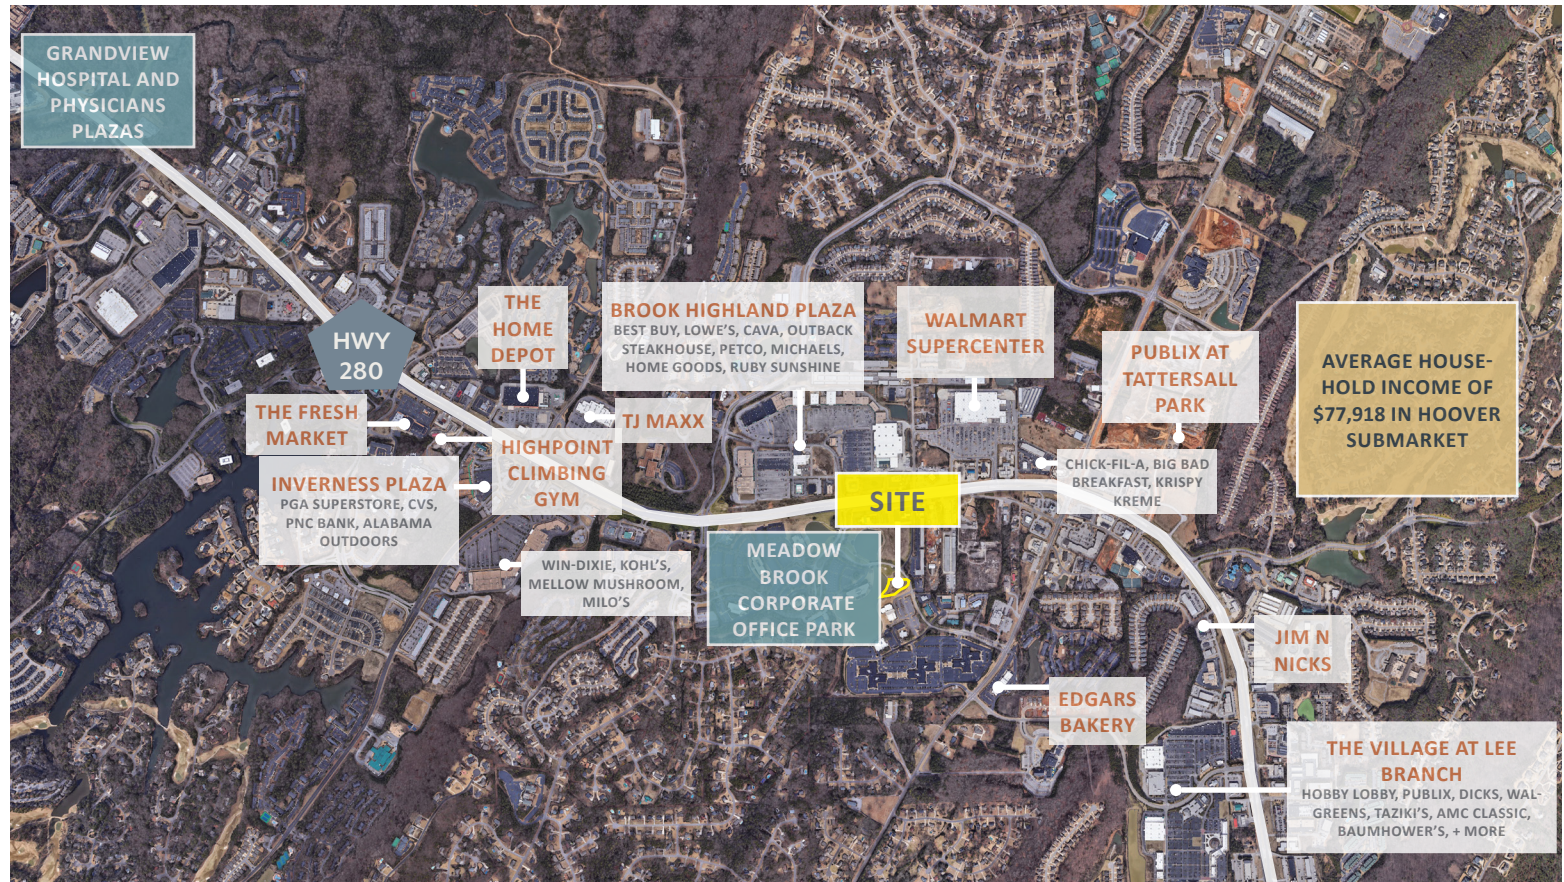 GRANDVIEW
HOSPITAL AND
PHYSICIANS
PLAZAS
HWY
280
THE
HOME
DEPOT
BROOK HIGHLAND PLAZA
BEST BUY, LOWE'S, CAVA, OUTBACK
STEAKHOUSE, PETCO, MICHAELS,
HOME GOODS, RUBY SUNSHINE
WALMART
SUPERCENTER
PUBLIX AT
TATTERSALL
PARK
AVERAGE HOUSE-
HOLD INCOME OF
$77,918 IN HOOVER
SUBMARKET
THE FRESH
MARKET
TJ MAXX
HIGHPOINT
CLIMBING
GYM
INVERNESS PLAZA
PGA SUPERSTORE, CVS,
PNC BANK, ALABAMA
OUTDOORS
CHICK-FIL-A, BIG BAD
BREAKFAST, KRISPY
KREME
SITE
WIN-DIXIE, KOHL'S,
MELLOW MUSHROOM,
MILO'S
MEADOW
BROOK
CORPORATE
OFFICE PARK
JIM N
NICKS
EDGARS
BAKERY
THE VILLAGE AT LEE
BRANCH
HOBBY LOBBY, PUBLIX, DICKS, WAL-
GREENS, TAZIKI'S, AMC CLASSIC,
BAUMHOWER'S, + MORE